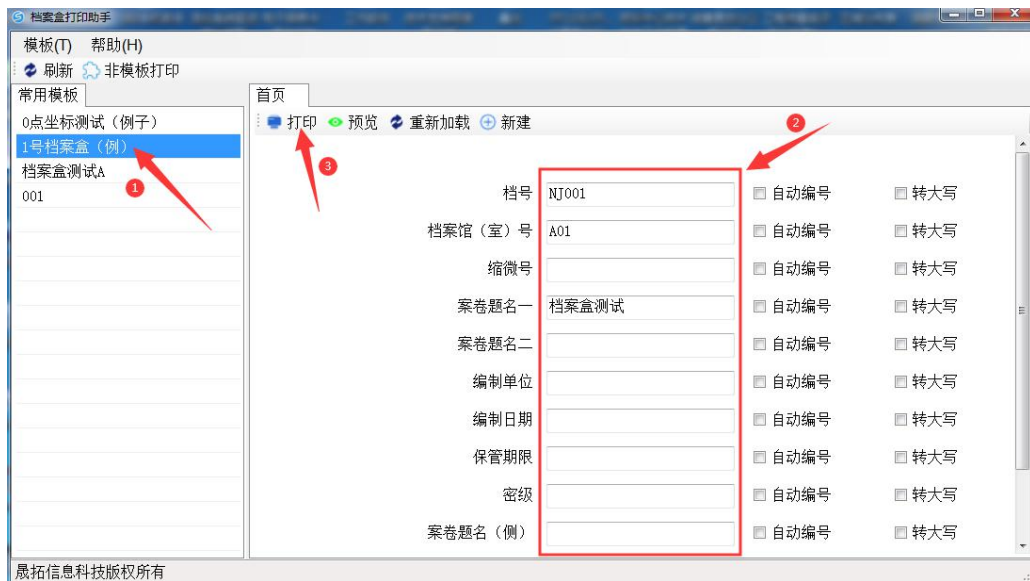 档案盒打印助手
模板(T) 帮助(H)
刷新 非模板打印
常用模板
首页
0点坐标测试（例子）
1号档案盒（例）
档案盒测试A
001
1
打印 预览 重新加载 新建
2
3
档号 NJ001 自动编号 转大写
档案馆（室）号 A01 自动编号 转大写
缩微号 自动编号 转大写
案卷题名一 档案盒测试 自动编号 转大写
案卷题名二 自动编号 转大写
编制单位 自动编号 转大写
编制日期 自动编号 转大写
保管期限 自动编号 转大写
密级 自动编号 转大写
案卷题名（侧） 自动编号 转大写
晟拓信息科技版权所有